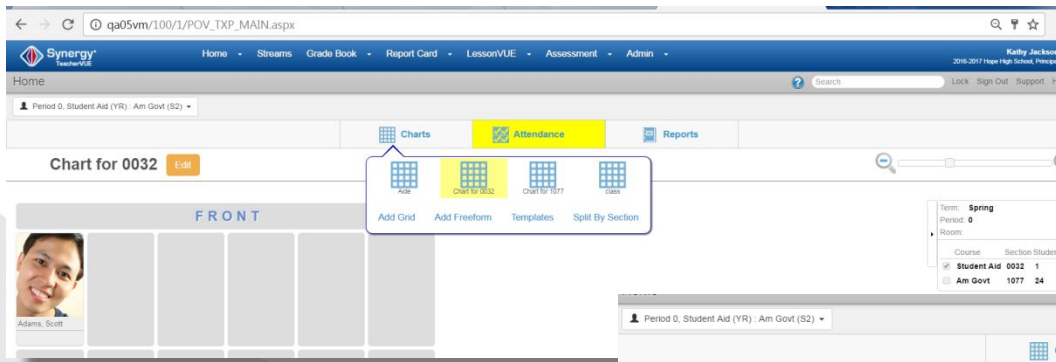 qa05vm/100/1/POV_TXP_MAIN.aspx
Synergy
TeacherVUE
Home Streams Grade Book Report Card LessonVUE Assessment Admin
Kathy Jackson
2016-2017 Hope High School, Principal
Home
Search
Lock Sign Out Support
Period 0, Student Aid (YR) : Am Govt (S2)
Charts Attendance Reports
Chart for 0032 Edit
Aide Chart for 0032 Chart for 1077 class
Add Grid Add Freeform Templates Split By Section
FRONT
Adams, Scott
Term: Spring
Period: 0
Room:
Course Section Studen
Student Aid 0032 1
Am Govt 1077 24
Period 0, Student Aid (YR) : Am Govt (S2)